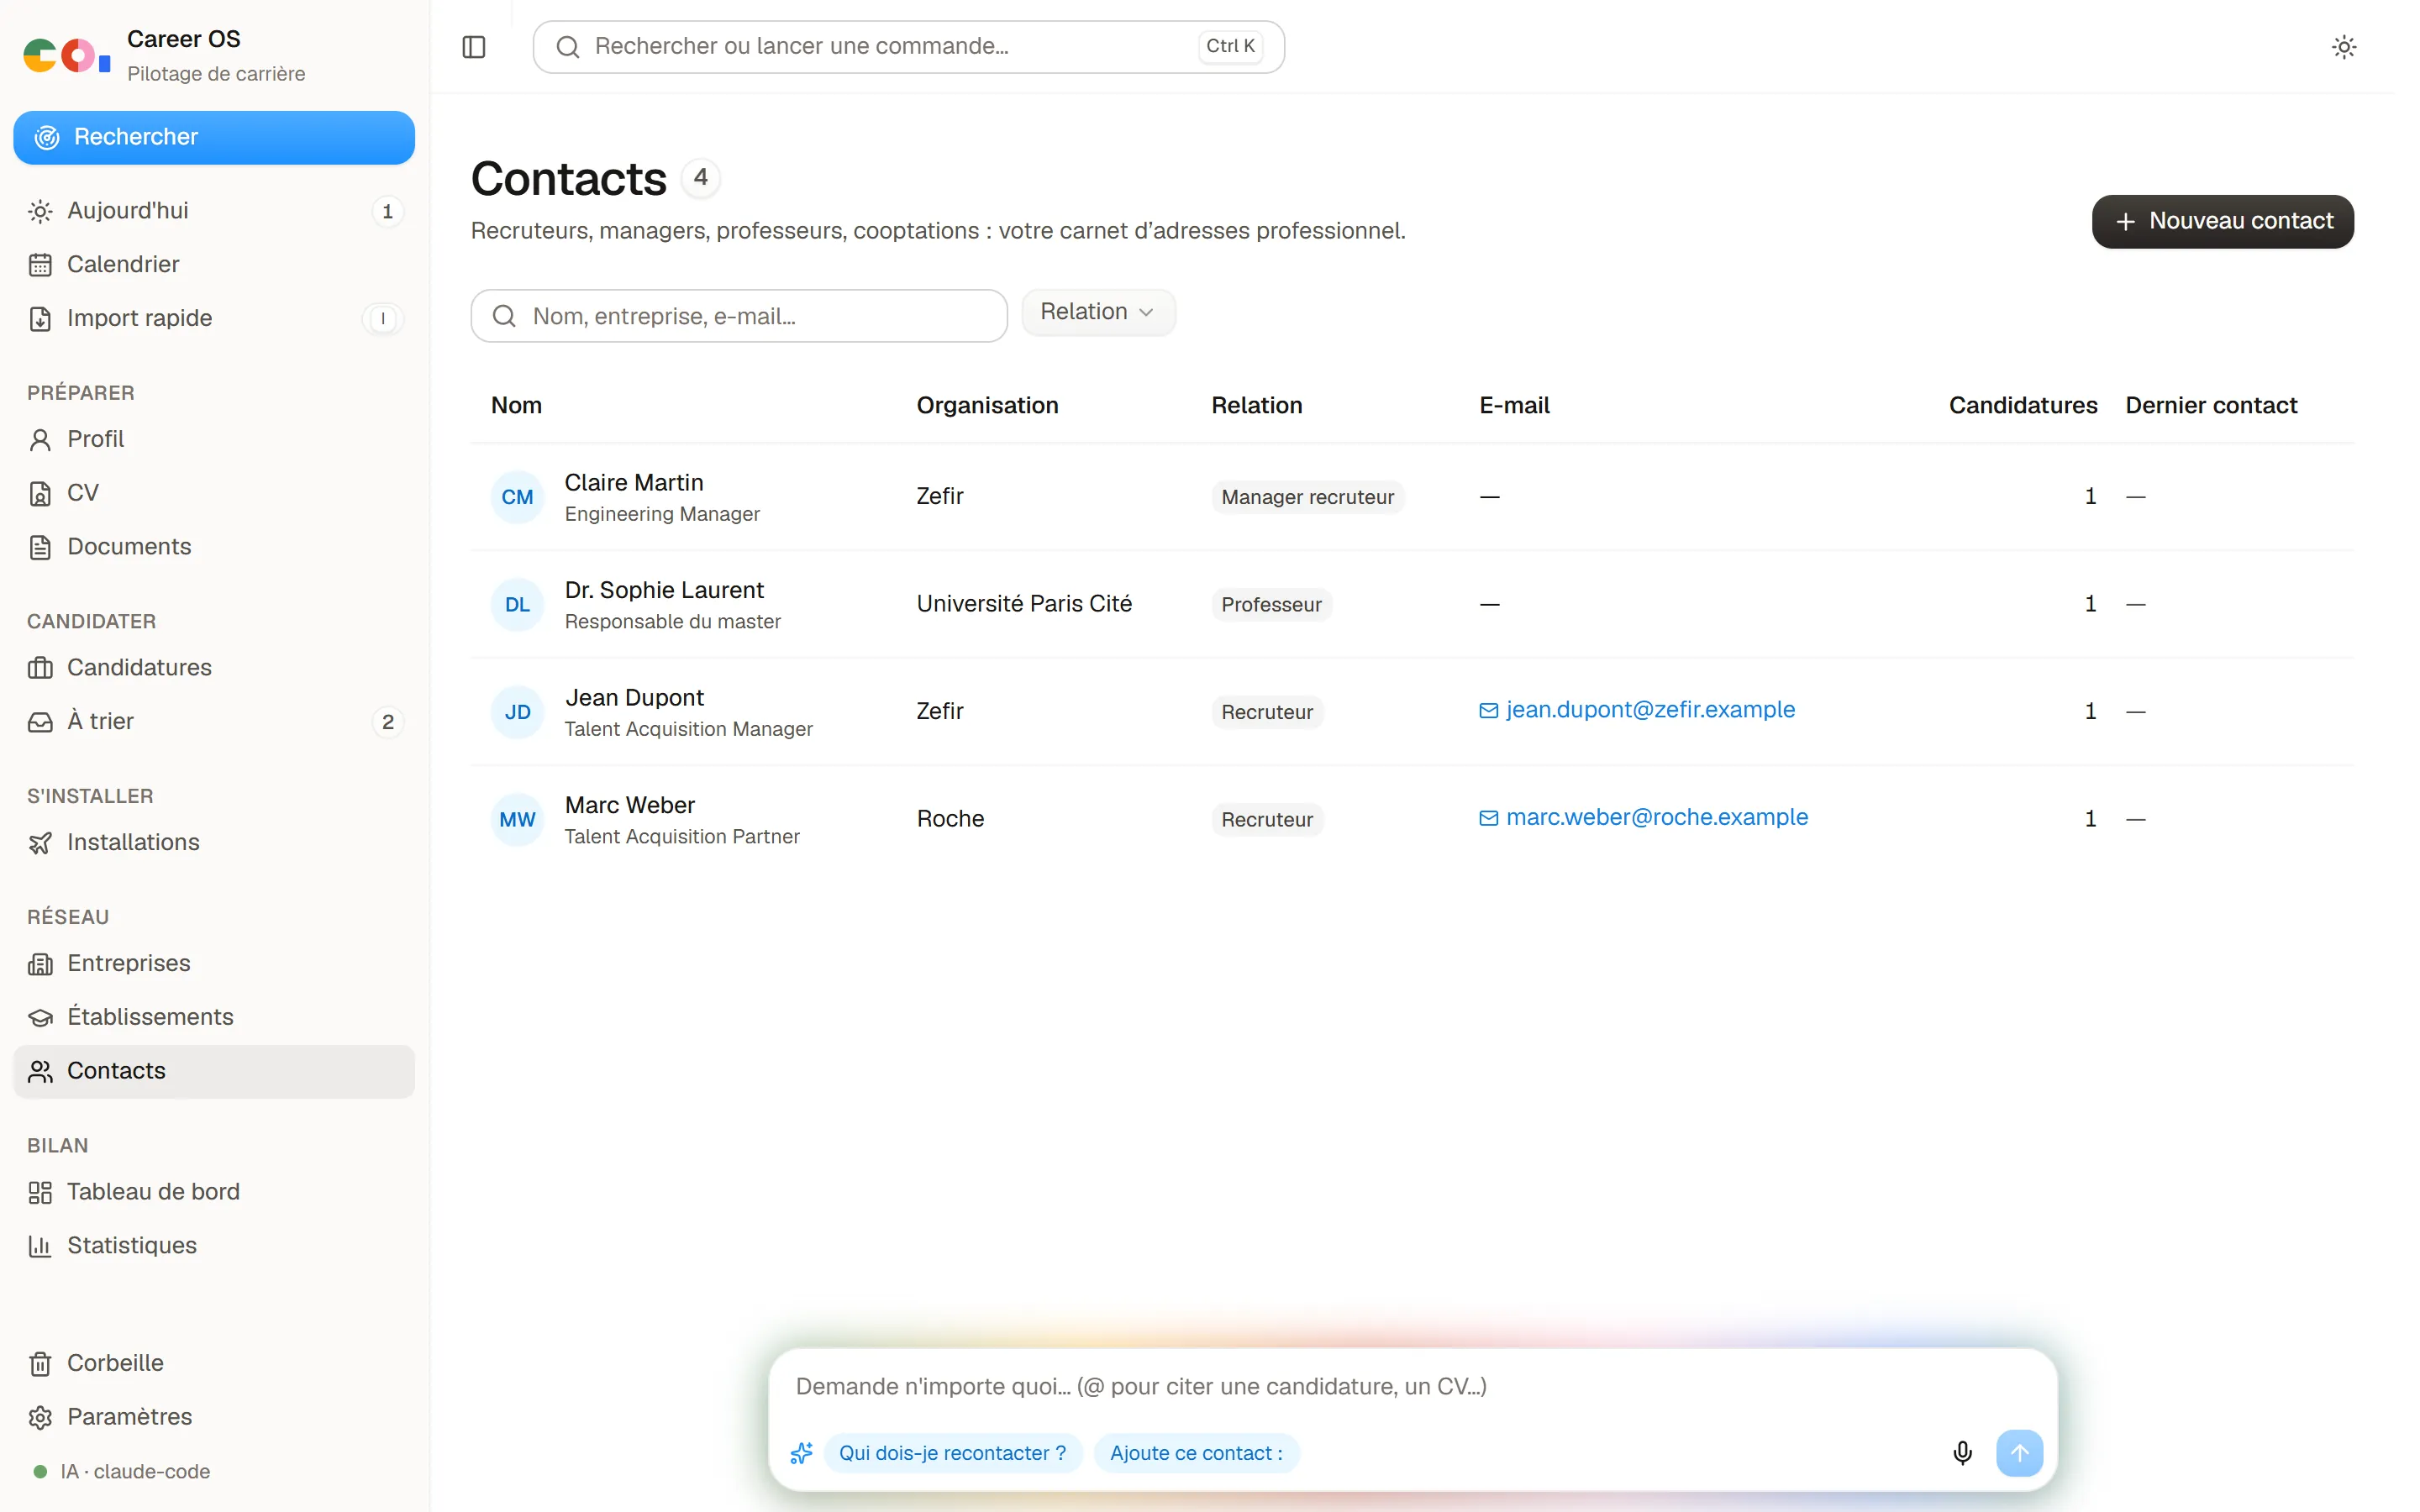 Career OS
Pilotage de carrière
Rechercher
Aujourd'hui 1
Calendrier
Import rapide I
PRÉPARER
Profil
CV
Documents
CANDIDATER
Candidatures
À trier 2
S'INSTALLER
Installations
RÉSEAU
Entreprises
Établissements
Contacts
BILAN
Tableau de bord
Statistiques
Corbeille
Paramètres
IA · claude-code
Rechercher ou lancer une commande... Ctrl K
Contacts 4
Recruteurs, managers, professeurs, cooptations : votre carnet d’adresses professionnel.
+ Nouveau contact
Nom, entreprise, e-mail... Relation
Nom Organisation Relation E-mail Candidatures Dernier contact
CM Claire Martin Zefir Manager recruteur — 1 —
Engineering Manager
DL Dr. Sophie Laurent Université Paris Cité Professeur — 1 —
Responsable du master
JD Jean Dupont Zefir Recruteur jean.dupont@zefir.example 1 —
Talent Acquisition Manager
MW Marc Weber Roche Recruteur marc.weber@roche.example 1 —
Talent Acquisition Partner
Demande n'importe quoi... (@ pour citer une candidature, un CV...)
Qui dois-je recontacter ? Ajoute ce contact :